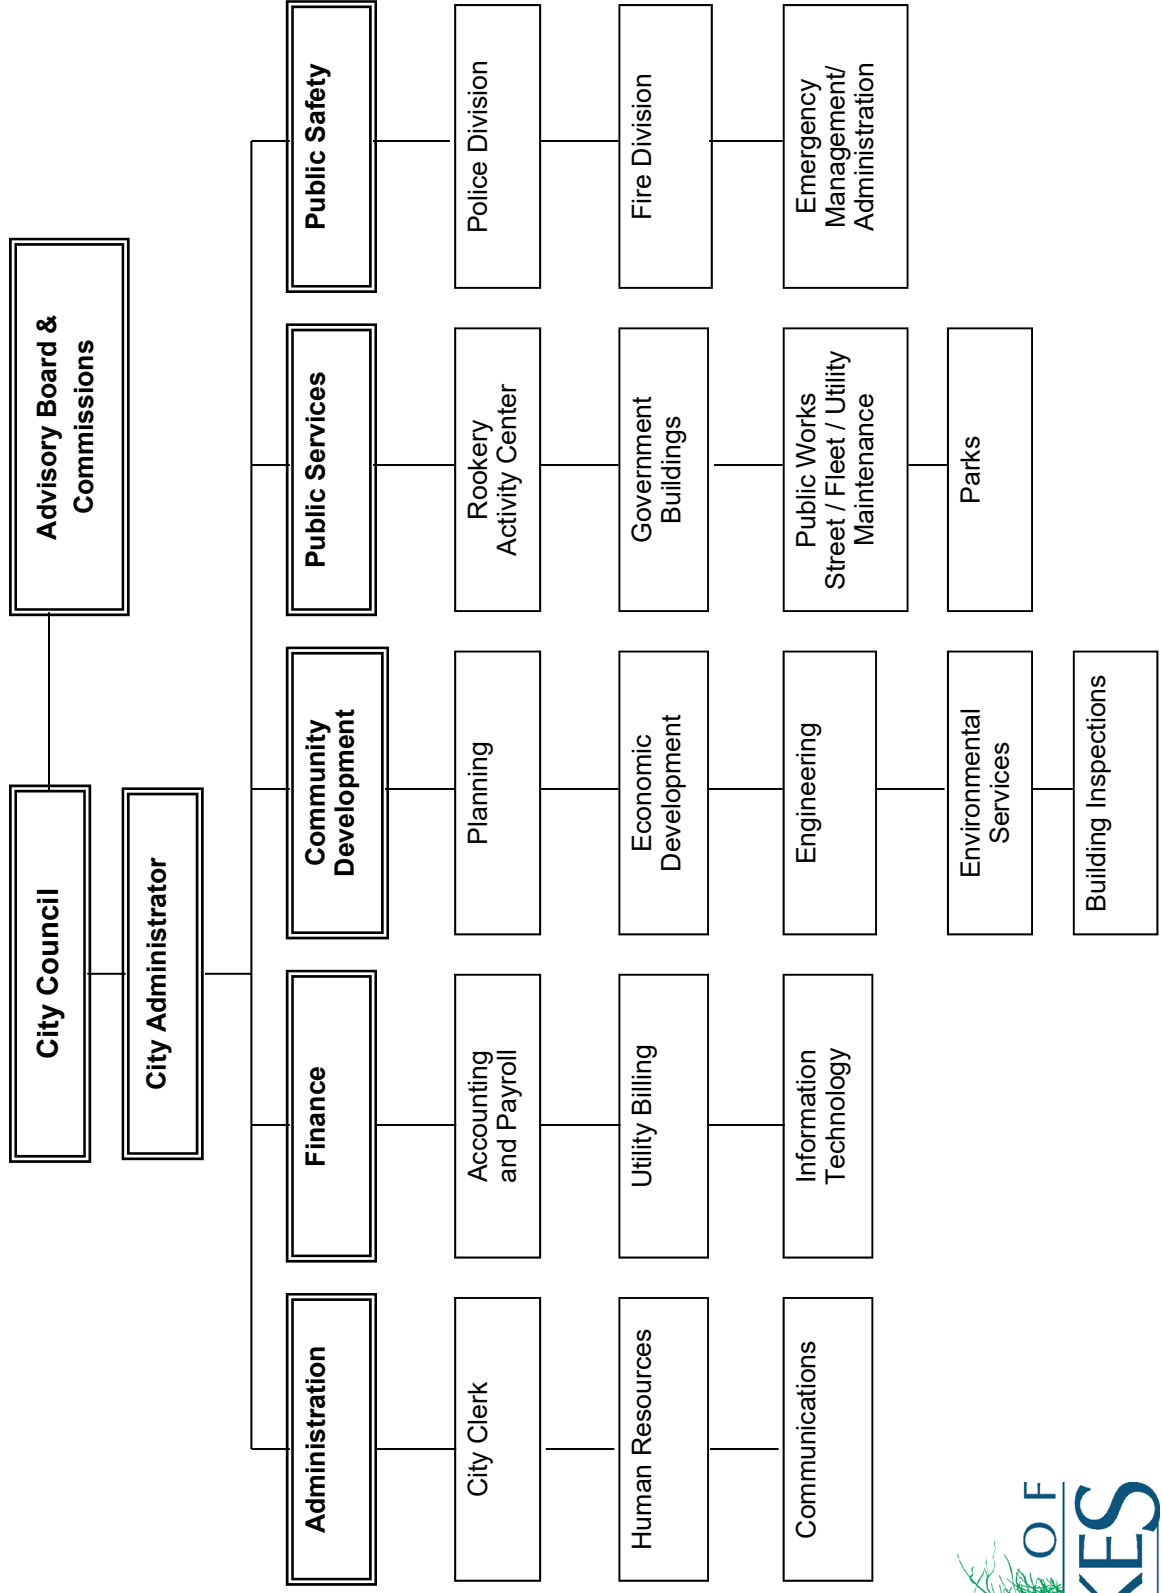 City Council
Advisory Board &
Commissions
City Administrator
Administration
Finance
Community
Development
Public Services
Public Safety
City Clerk
Human Resources
Communications
Accounting
and Payroll
Utility Billing
Information
Technology
Planning
Economic
Development
Engineering
Environmental
Services
Building Inspections
Rookery
Activity Center
Government
Buildings
Public Works
Street / Fleet / Utility
Maintenance
Parks
Police Division
Fire Division
Emergency
Management/
Administration
OF
KES